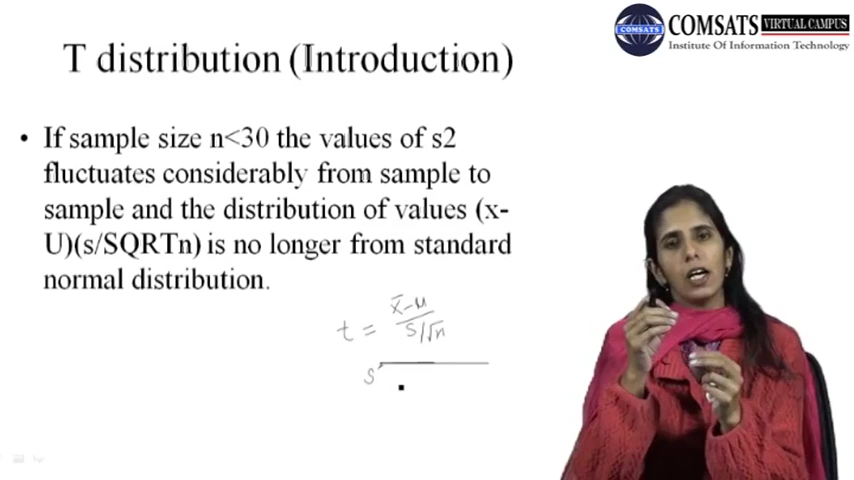 COMSATS VIRTUAL CAMPUS
COMSATS
Institute Of Information Technology
T distribution (Introduction)
• If sample size n<30 the values of s2
fluctuates considerably from sample to
sample and the distribution of values (x-
U)(s/SQRTn) is no longer from standard
normal distribution.
t = x̄-μ
S/√n